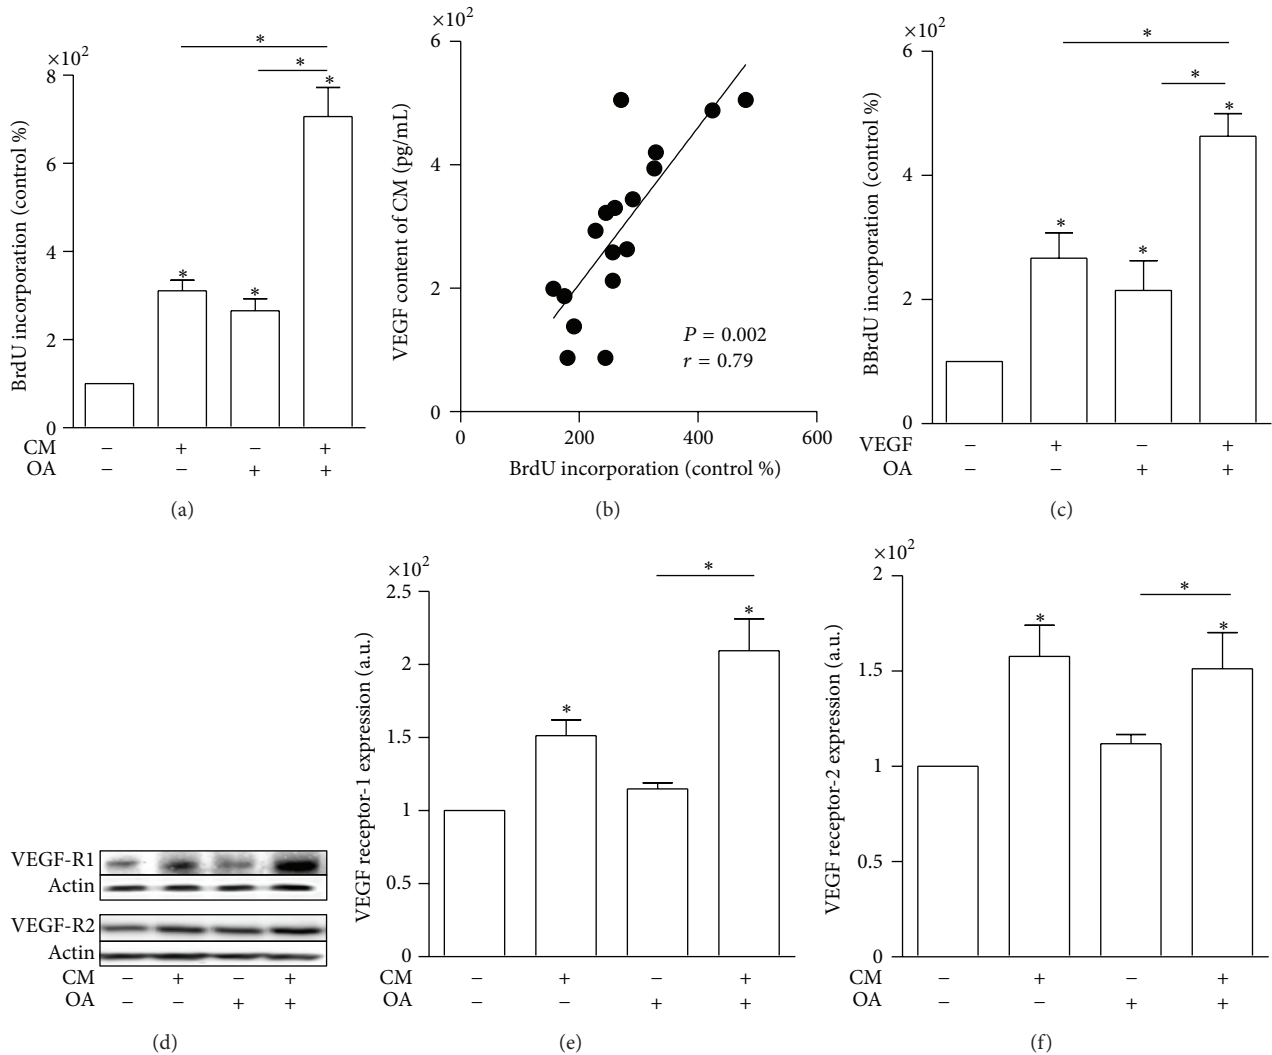 ×10²
8
6
4
2
0
BrdU incorporation (control %)
*
*
*
*
*
CM − + − +
OA − − + +
(a)
×10²
6
4
2
0
VEGF content of CM (pg/mL)
P = 0.002
r = 0.79
0 200 400 600
BrdU incorporation (control %)
(b)
×10²
6
4
2
0
BBrdU incorporation (control %)
*
*
*
*
*
VEGF − + − +
OA − − + +
(c)
VEGF-R1
Actin
VEGF-R2
Actin
CM − + − +
OA − − + +
(d)
×10²
2.5
2
1.5
1
0.5
0
VEGF receptor-1 expression (a.u.)
*
*
*
CM − + − +
OA − − + +
(e)
×10²
2
1.5
1
0.5
0
VEGF receptor-2 expression (a.u.)
*
*
*
− + − +
− − + +
(f)